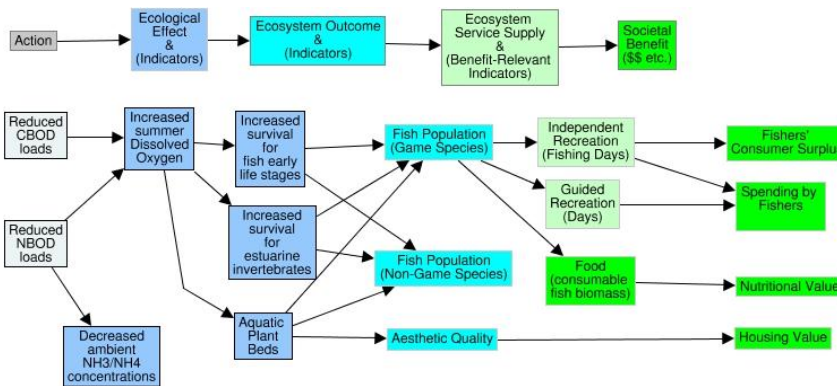 Action
Ecological
Effect
&
(Indicators)
Ecosystem Outcome
&
(Indicators)
Ecosystem
Service Supply
&
(Benefit-Relevant
Indicators)
Societal
Benefit
($$ etc.)
Reduced
CBOD
loads
Increased
summer
Dissolved
Oxygen
Increased
survival
for
fish early
life stages
Fish Population
(Game Species)
Independent
Recreation
(Fishing Days)
Fishers'
Consumer Surplu
Guided
Recreation
(Days)
Spending by
Fishers
Reduced
NBOD
loads
Increased
survival
for
estuarine
invertebrates
Fish Population
(Non-Game Species)
Food
(consumable
fish biomass)
Nutritional Value
Decreased
ambient
NH3/NH4
concentrations
Aquatic
Plant
Beds
Aesthetic Quality
Housing Value